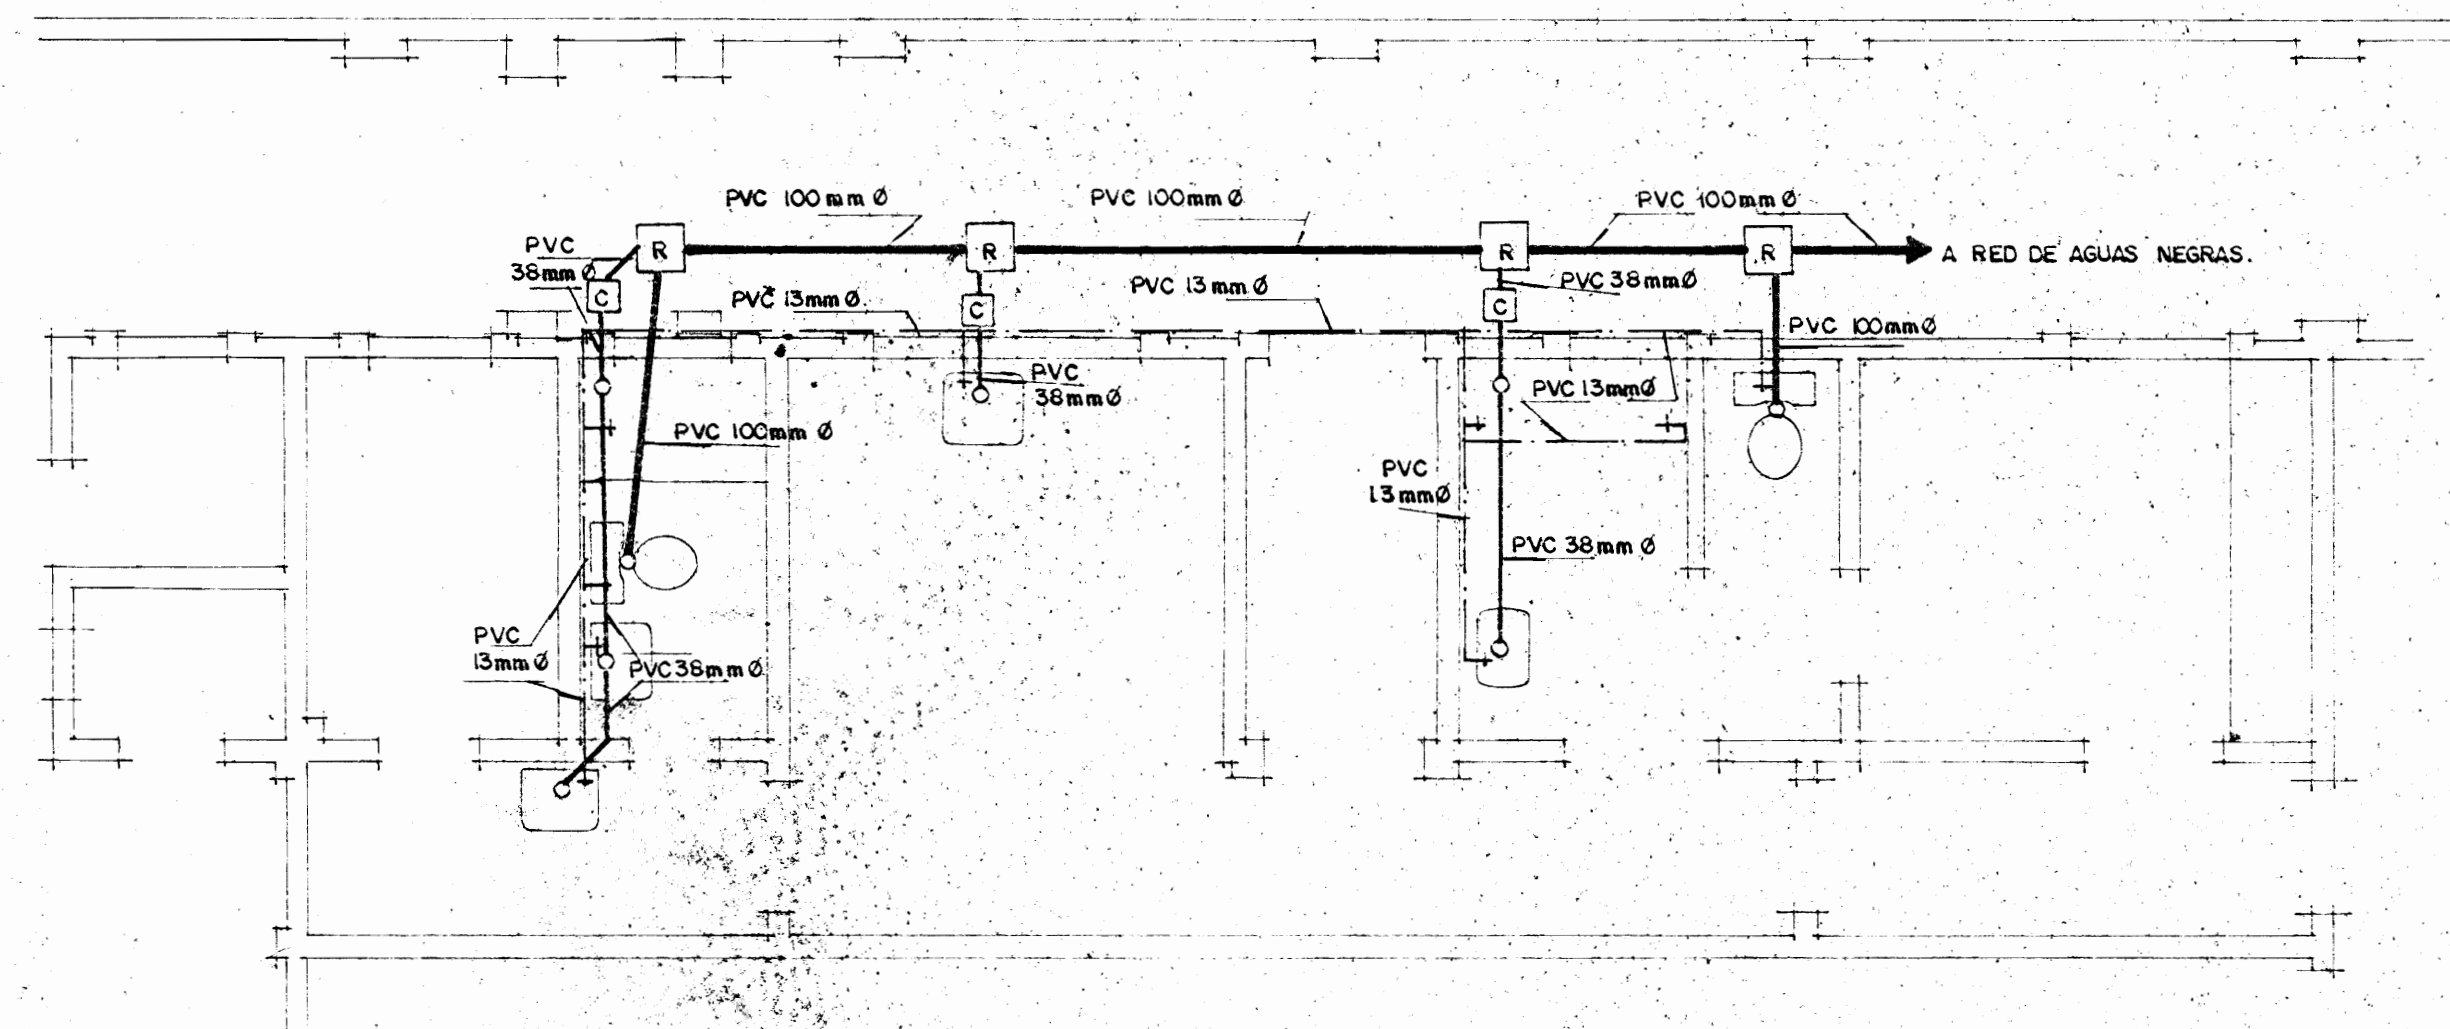 PVC 100mm Ø
PVC 100mm Ø
PVC 100mm Ø
PVC
38mm Ø
R
R
R
R
A RED DE AGUAS NEGRAS.
C
PVC 13mm Ø.
C
PVC 13mm Ø
C
PVC 38mm Ø
PVC 100mm Ø
PVC
38mm Ø
PVC 13mm Ø
PVC 100mm Ø
PVC
13mm Ø
PVC 38mm Ø
PVC
13mm Ø
PVC 38mm Ø